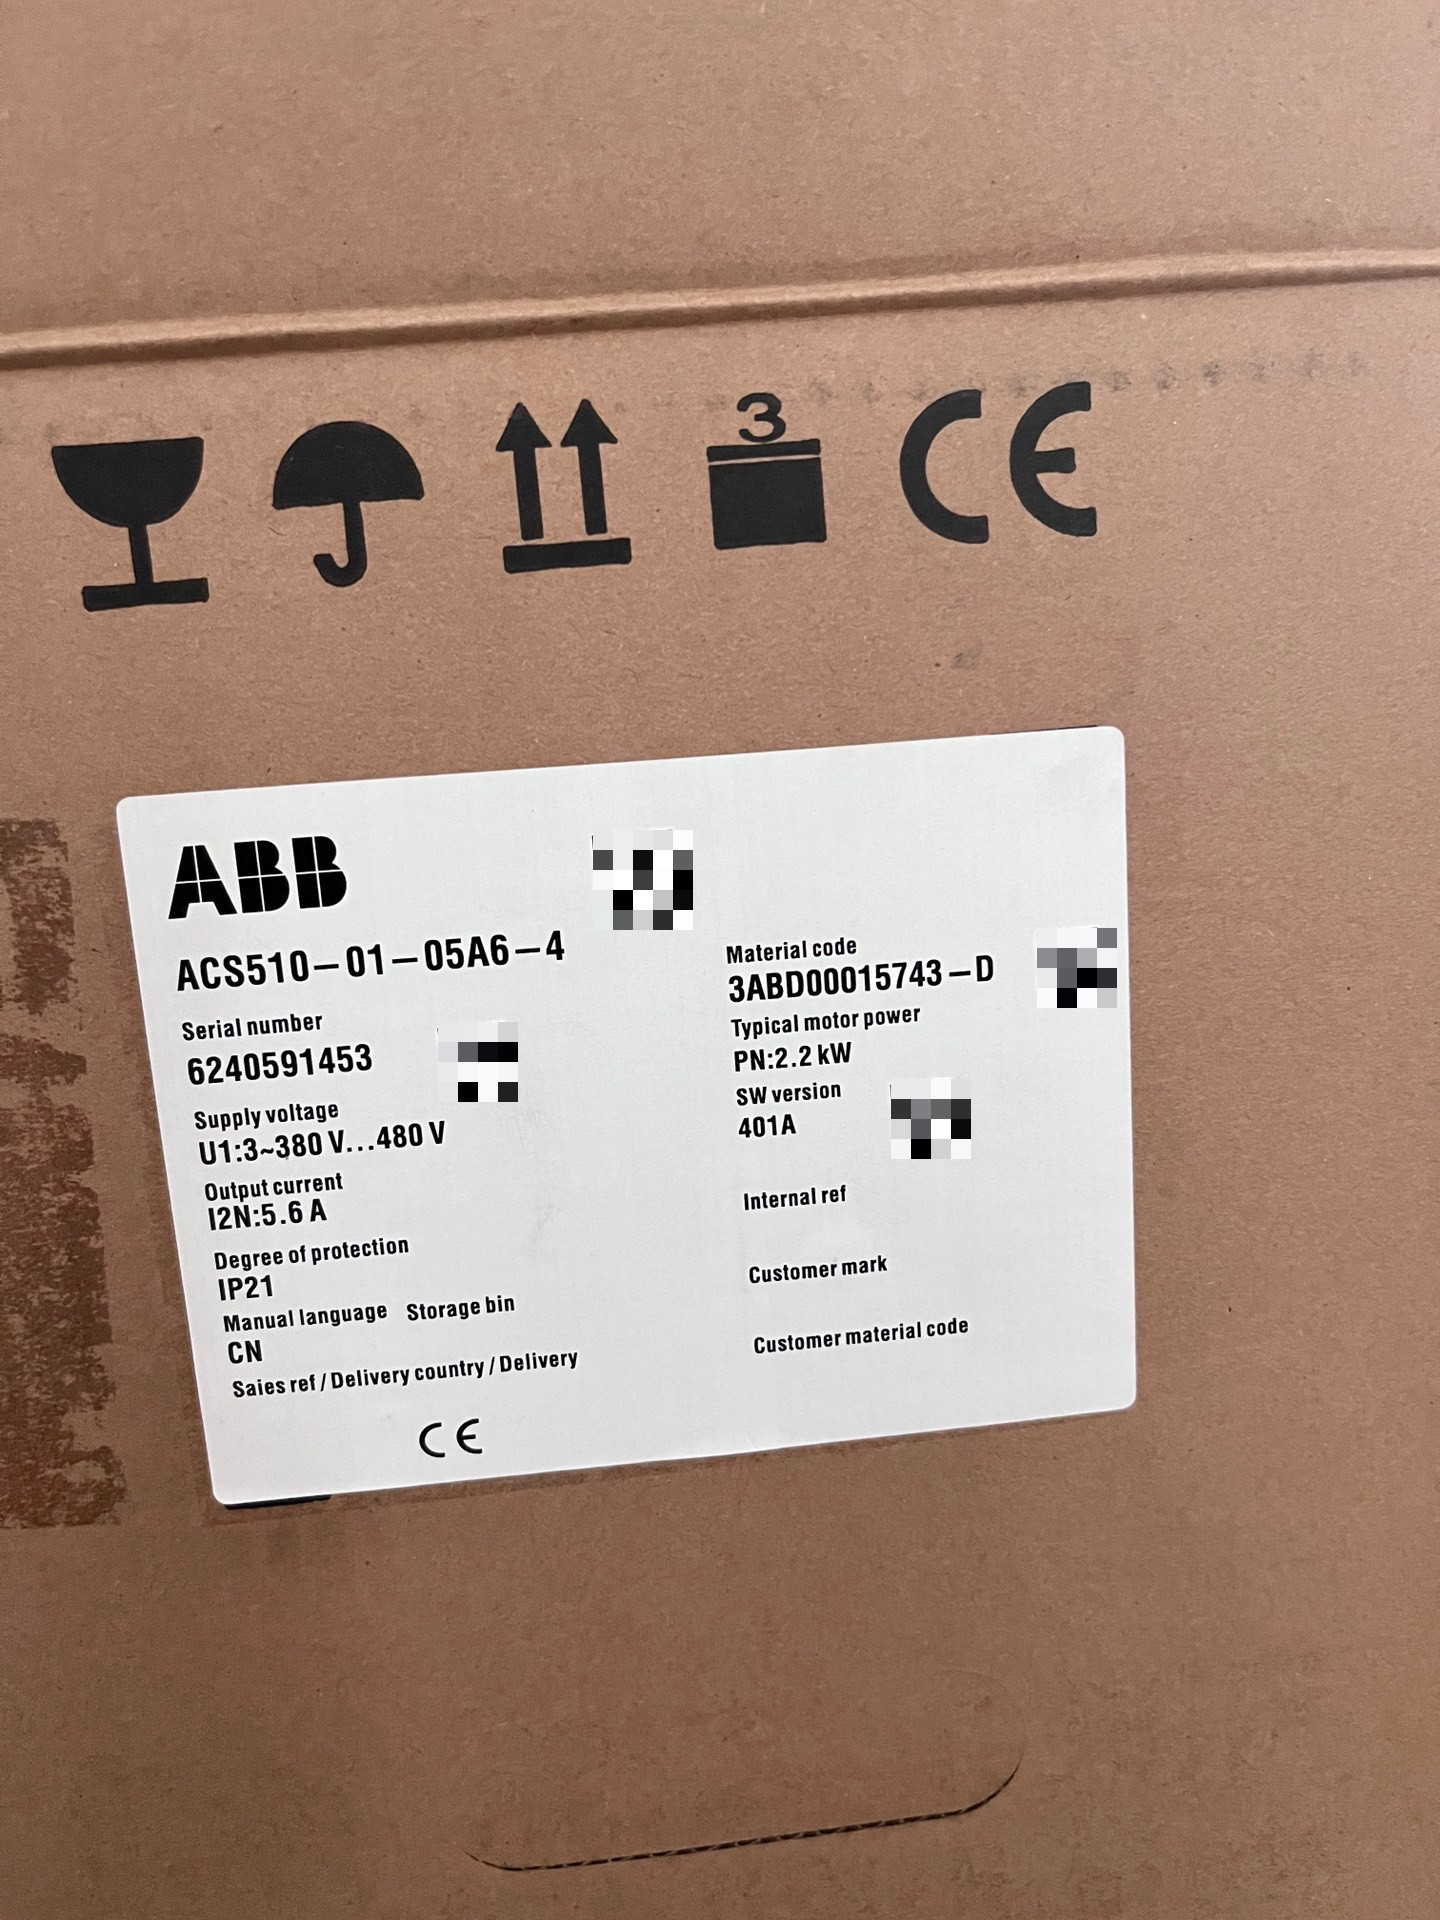 3
CE
ABB
ACS510-01-05A6-4
Serial number
6240591453
Supply voltage
U1:3~380 V...480 V
Output current
I2N:5.6 A
Degree of protection
IP21
Manual language Storage bin
CN
Saies ref / Delivery country / Delivery
CE
Material code
3ABD00015743-D
Typical motor power
PN:2.2 kW
SW version
401A
Internal ref
Customer mark
Customer material code